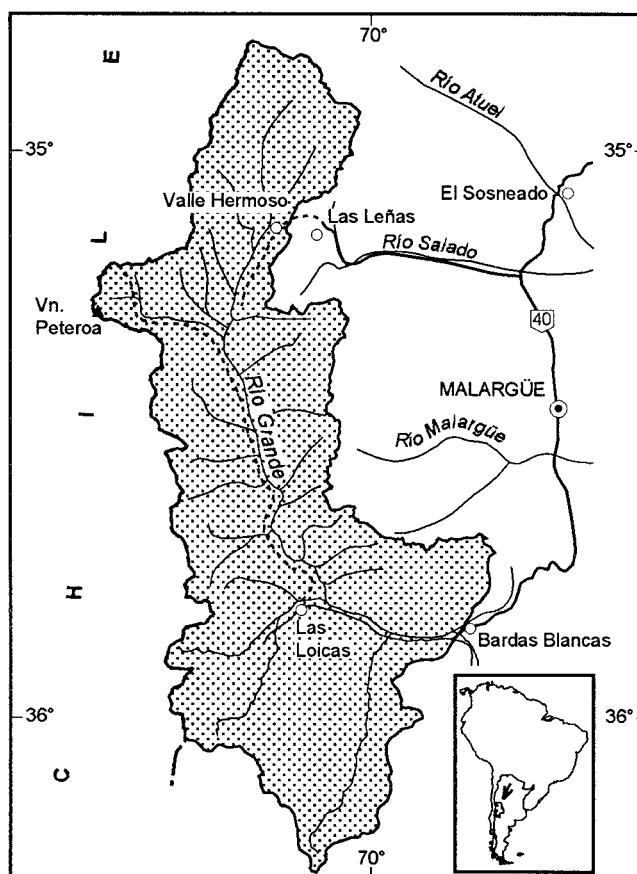 70°
E
Río Atuel
35°
35°
El Sosneado
Valle Hermoso
Las Leñas
L
Río Salado
Vn.
Peteroa
40
MALARGÜE
Río Grande
I
Río Malargüe
H
Las
Loicas
Bardas Blancas
36°
36°
C
70°